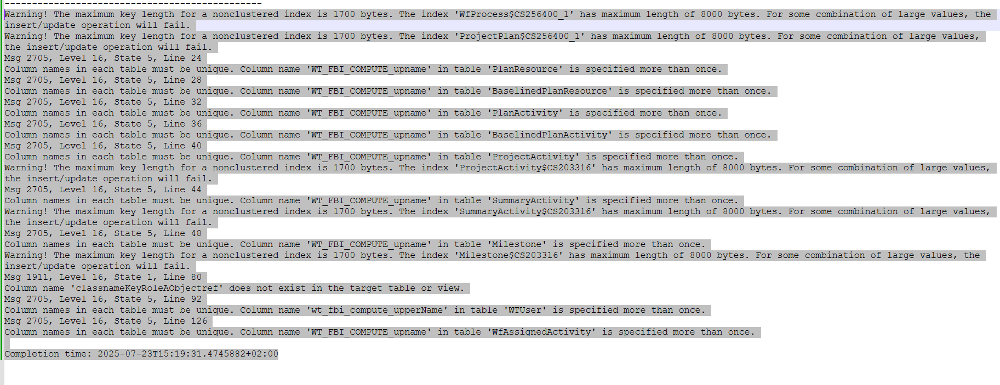 -----------------------------------------------
Warning! The maximum key length for a nonclustered index is 1700 bytes. The index 'WfProcess$CS256400_1' has maximum length of 8000 bytes. For some combination of large values, the
insert/update operation will fail.
Warning! The maximum key length for a nonclustered index is 1700 bytes. The index 'ProjectPlan$CS256400_1' has maximum length of 8000 bytes. For some combination of large values,
the insert/update operation will fail.
Msg 2705, Level 16, State 5, Line 24
Column names in each table must be unique. Column name 'WT_FBI_COMPUTE_upname' in table 'PlanResource' is specified more than once.
Msg 2705, Level 16, State 5, Line 28
Column names in each table must be unique. Column name 'WT_FBI_COMPUTE_upname' in table 'BaselinedPlanResource' is specified more than once.
Msg 2705, Level 16, State 5, Line 32
Column names in each table must be unique. Column name 'WT_FBI_COMPUTE_upname' in table 'PlanActivity' is specified more than once.
Msg 2705, Level 16, State 5, Line 36
Column names in each table must be unique. Column name 'WT_FBI_COMPUTE_upname' in table 'BaselinedPlanActivity' is specified more than once.
Msg 2705, Level 16, State 5, Line 40
Column names in each table must be unique. Column name 'WT_FBI_COMPUTE_upname' in table 'ProjectActivity' is specified more than once.
Warning! The maximum key length for a nonclustered index is 1700 bytes. The index 'ProjectActivity$CS203316' has maximum length of 8000 bytes. For some combination of large values,
the insert/update operation will fail.
Msg 2705, Level 16, State 5, Line 44
Column names in each table must be unique. Column name 'WT_FBI_COMPUTE_upname' in table 'SummaryActivity' is specified more than once.
Warning! The maximum key length for a nonclustered index is 1700 bytes. The index 'SummaryActivity$CS203316' has maximum length of 8000 bytes. For some combination of large values,
the insert/update operation will fail.
Msg 2705, Level 16, State 5, Line 48
Column names in each table must be unique. Column name 'WT_FBI_COMPUTE_upname' in table 'Milestone' is specified more than once.
Warning! The maximum key length for a nonclustered index is 1700 bytes. The index 'Milestone$CS203316' has maximum length of 8000 bytes. For some combination of large values, the
insert/update operation will fail.
Msg 1911, Level 16, State 1, Line 80
Column name 'classnameKeyRoleAObjectref' does not exist in the target table or view.
Msg 2705, Level 16, State 5, Line 92
Column names in each table must be unique. Column name 'wt_fbi_compute_upperName' in table 'WTUser' is specified more than once.
Msg 2705, Level 16, State 5, Line 126
Column names in each table must be unique. Column name 'WT_FBI_COMPUTE_upname' in table 'WfAssignedActivity' is specified more than once.
Completion time: 2025-07-23T15:19:31.4745882+02:00